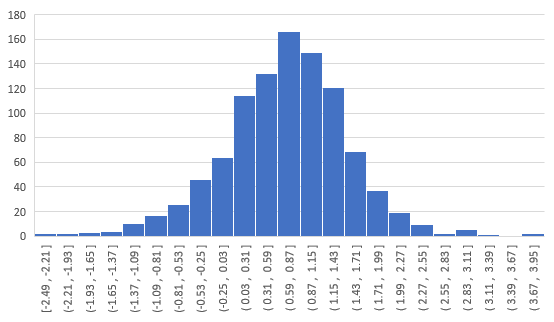 180
160
140
120
100
80
60
40
20
0
[-2.49, -2.21 ]
(-2.21, -1.93 ]
(-1.93, -1.65 ]
(-1.65, -1.37 ]
(-1.37, -1.09 ]
(-1.09, -0.81 ]
(-0.81, -0.53 ]
(-0.53, -0.25 ]
(-0.25, 0.03 ]
( 0.03, 0.31 ]
( 0.31, 0.59 ]
( 0.59, 0.87 ]
( 0.87, 1.15 ]
( 1.15, 1.43 ]
( 1.43, 1.71 ]
( 1.71, 1.99 ]
( 1.99, 2.27 ]
( 2.27, 2.55 ]
( 2.55, 2.83 ]
( 2.83, 3.11 ]
( 3.11, 3.39 ]
( 3.39, 3.67 ]
( 3.67, 3.95 ]